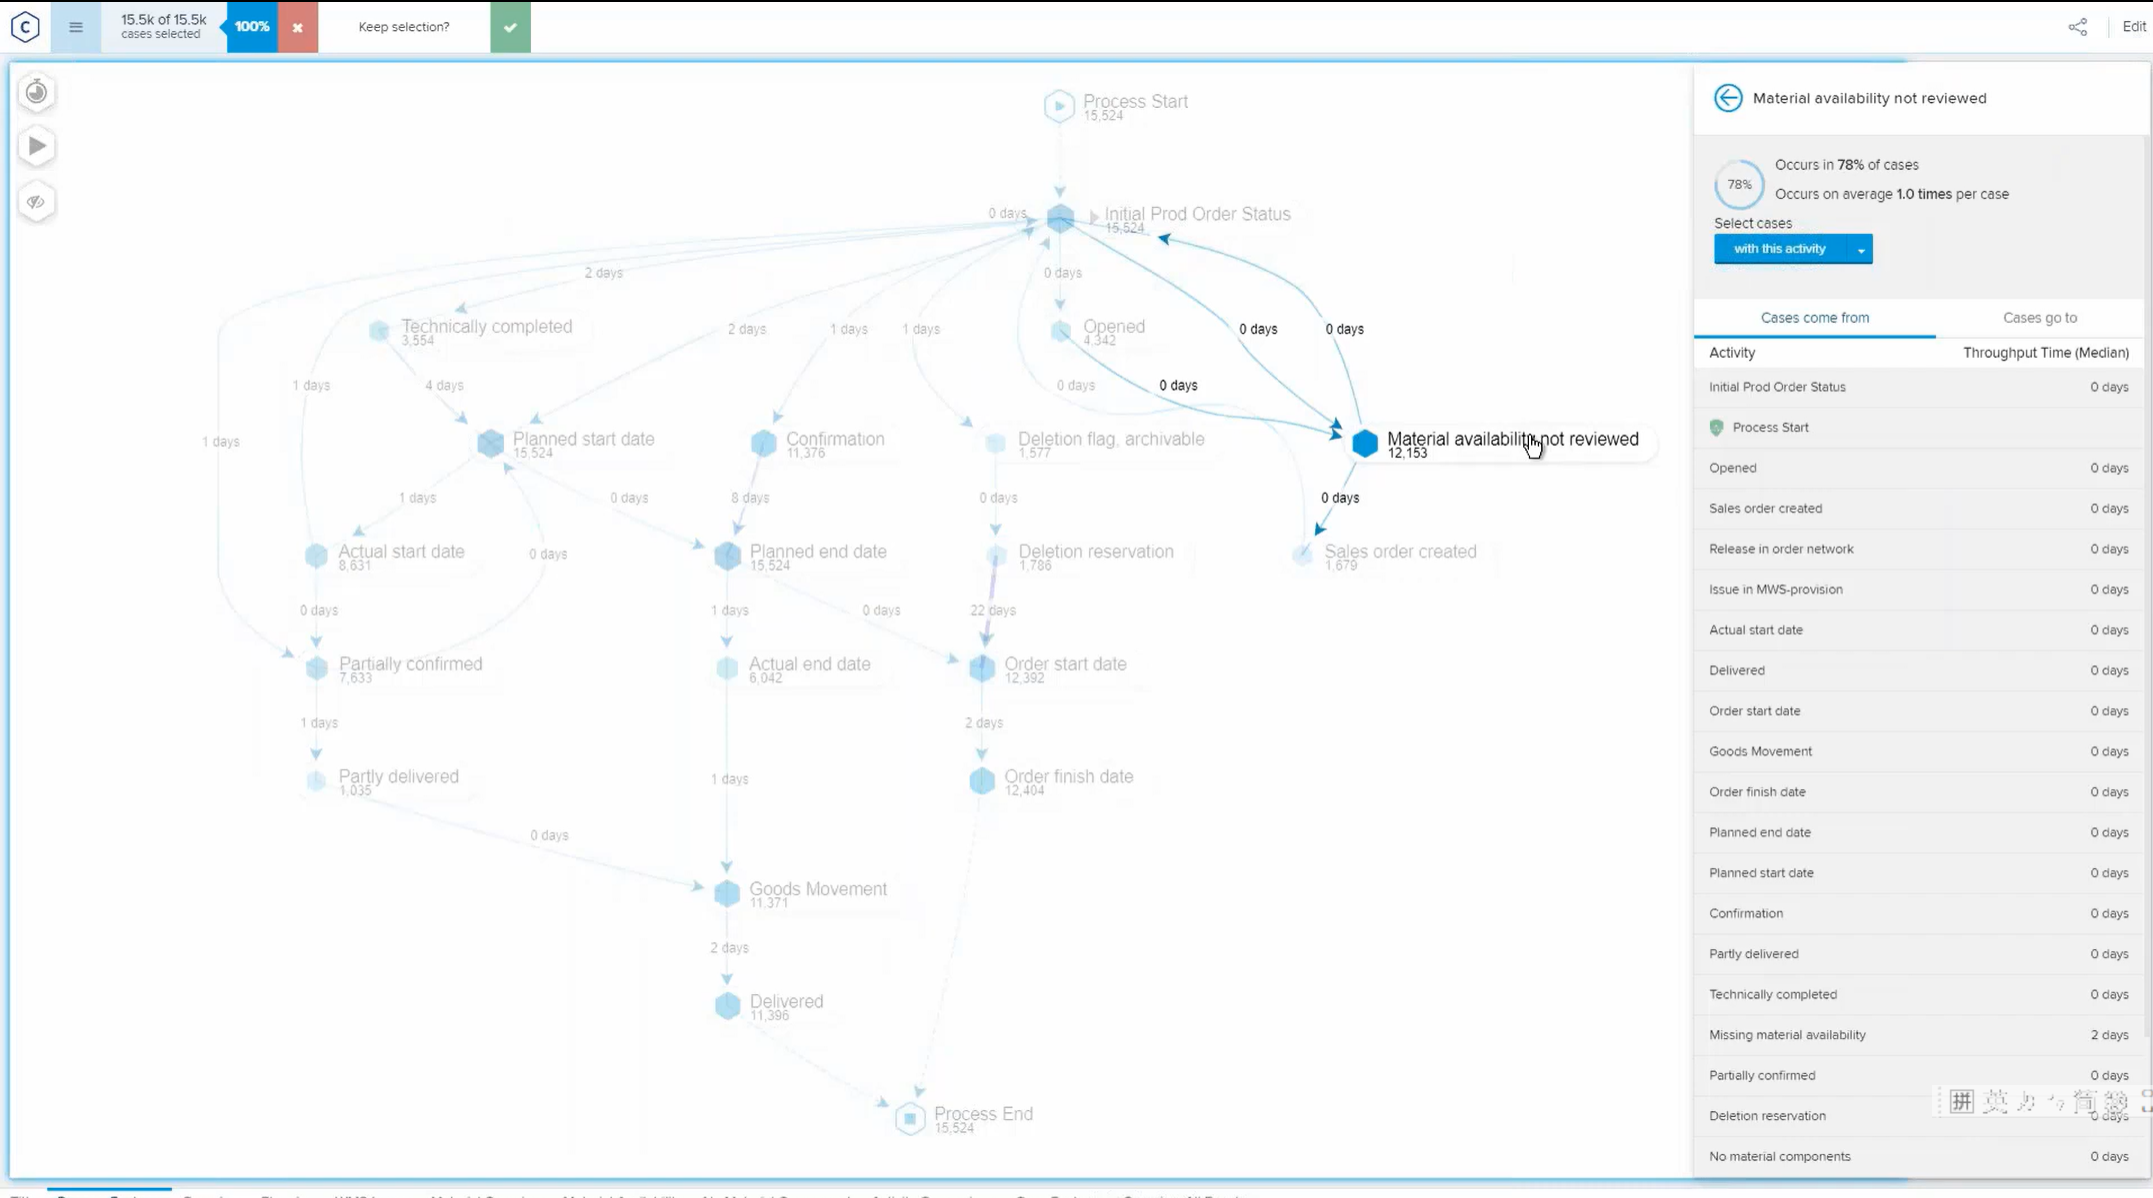 15.5k of 15.5k
cases selected
100%
Keep selection?
Edit
Process Start
15,524
0 days
Initial Prod Order Status
15,524
2 days
0 days
Technically completed
3,554
2 days
1 days
1 days
Opened
4,342
0 days
0 days
1 days
4 days
0 days
0 days
1 days
Planned start date
15,524
Confirmation
11,376
Deletion flag, archivable
1,577
Material availability not reviewed
12,153
1 days
0 days
8 days
0 days
0 days
Actual start date
8,631
0 days
Planned end date
15,524
Deletion reservation
1,786
Sales order created
1,679
0 days
1 days
0 days
22 days
Partially confirmed
7,633
Actual end date
6,042
Order start date
12,392
1 days
2 days
Partly delivered
1,035
1 days
Order finish date
12,404
0 days
Goods Movement
11,371
2 days
Delivered
11,396
Process End
15,524
Material availability not reviewed
78%
Occurs in 78% of cases
Occurs on average 1.0 times per case
Select cases
with this activity
Cases come from
Cases go to
Activity
Throughput Time (Median)
Initial Prod Order Status
0 days
Process Start
Opened
0 days
Sales order created
0 days
Release in order network
0 days
Issue in MWS-provision
0 days
Actual start date
0 days
Delivered
0 days
Order start date
0 days
Goods Movement
0 days
Order finish date
0 days
Planned end date
0 days
Planned start date
0 days
Confirmation
0 days
Partly delivered
0 days
Technically completed
0 days
Missing material availability
2 days
Partially confirmed
0 days
拼 英 简
Deletion reservation
0 days
No material components
0 days